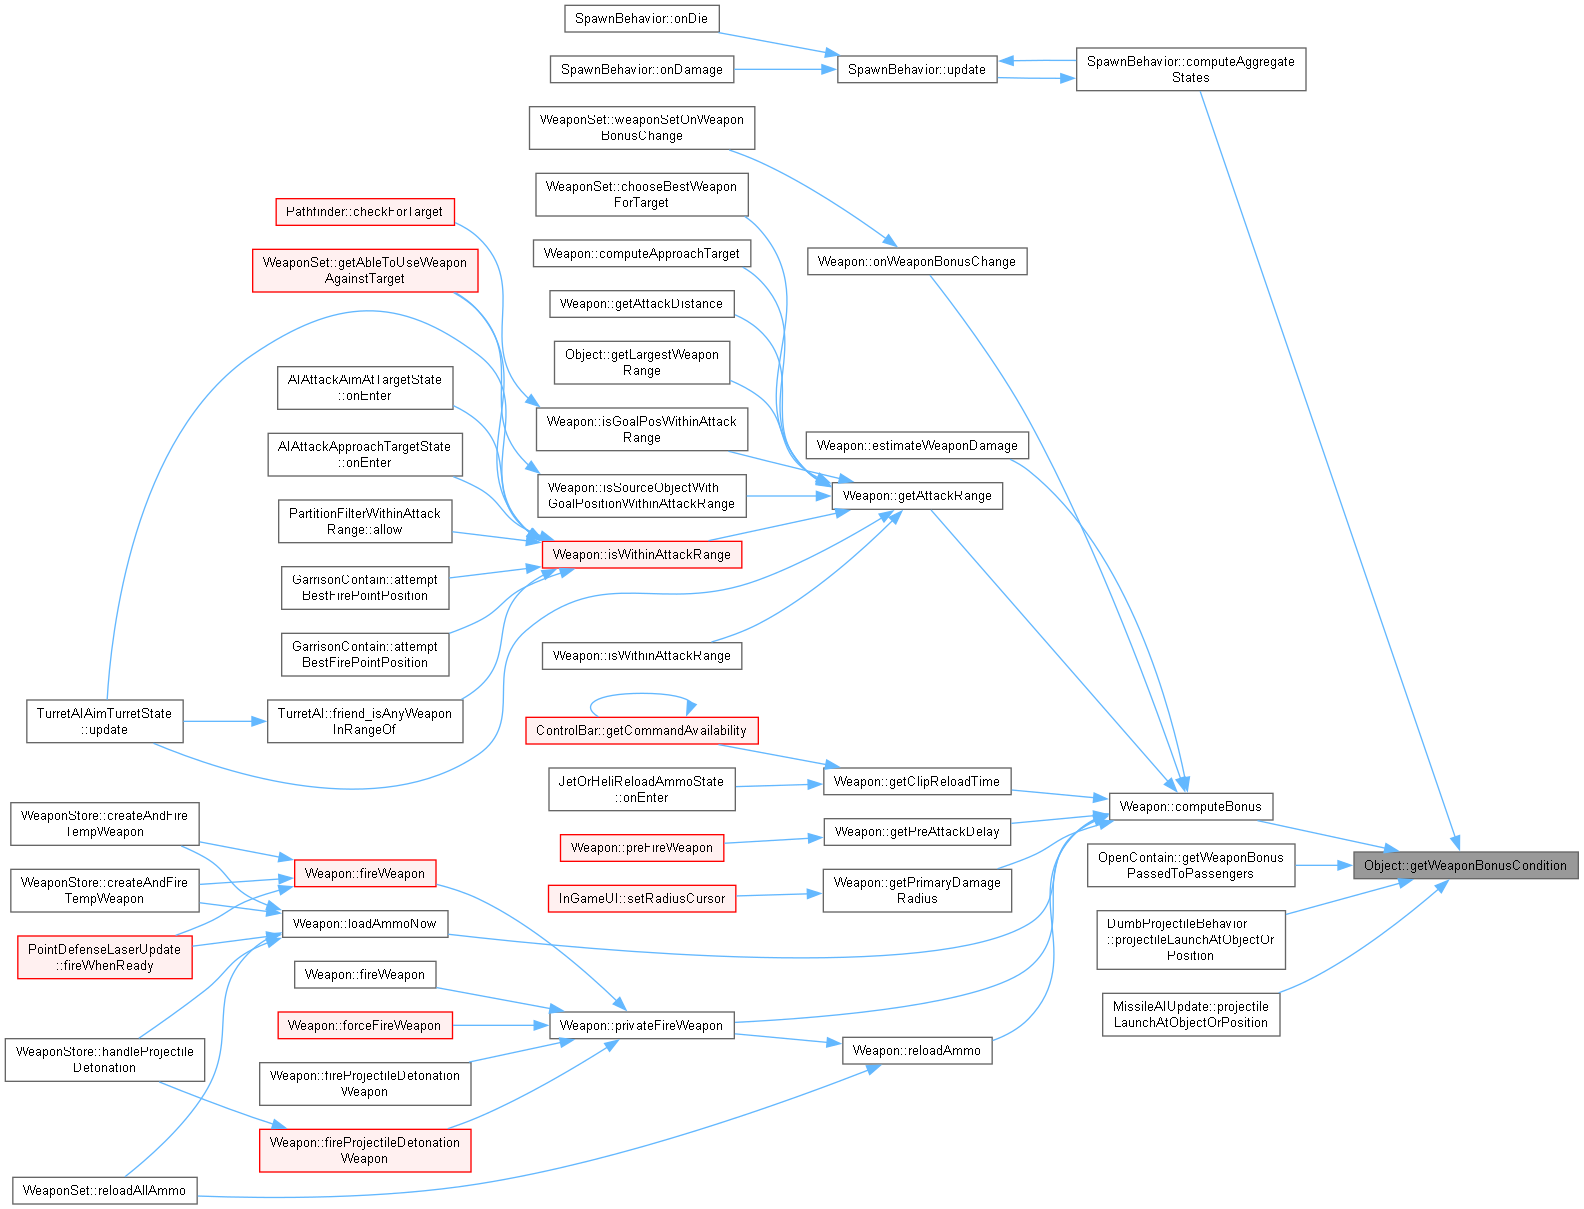 SpawnBehavior::onDie
SpawnBehavior::onDamage
SpawnBehavior::update
SpawnBehavior::computeAggregate
States
WeaponSet::weaponSetOnWeapon
BonusChange
WeaponSet::chooseBestWeapon
ForTarget
Pathfinder::checkForTarget
Weapon::computeApproachTarget
Weapon::onWeaponBonusChange
WeaponSet::getAbleToUseWeapon
AgainstTarget
Weapon::getAttackDistance
Object::getLargestWeapon
Range
AIAttackAimAtTargetState
::onEnter
Weapon::isGoalPosWithinAttack
Range
Weapon::estimateWeaponDamage
AIAttackApproachTargetState
::onEnter
Weapon::isSourceObjectWith
GoalPositionWithinAttackRange
Weapon::getAttackRange
PartitionFilterWithinAttack
Range::allow
Weapon::isWithinAttackRange
GarrisonContain::attempt
BestFirePointPosition
GarrisonContain::attempt
BestFirePointPosition
Weapon::isWithinAttackRange
TurretAIAimTurretState
::update
TurretAI::friend_isAnyWeapon
InRangeOf
ControlBar::getCommandAvailability
JetOrHeliReloadAmmoState
::onEnter
Weapon::getClipReloadTime
Weapon::computeBonus
WeaponStore::createAndFire
TempWeapon
Weapon::preFireWeapon
Weapon::getPreAttackDelay
OpenContain::getWeaponBonus
PassedToPassengers
Object::getWeaponBonusCondition
Weapon::fireWeapon
WeaponStore::createAndFire
TempWeapon
InGameUI::setRadiusCursor
Weapon::getPrimaryDamage
Radius
Weapon::loadAmmoNow
DumbProjectileBehavior
::projectileLaunchAtObjectOr
Position
PointDefenseLaserUpdate
::fireWhenReady
Weapon::fireWeapon
MissileAIUpdate::projectile
LaunchAtObjectOrPosition
Weapon::forceFireWeapon
Weapon::privateFireWeapon
Weapon::reloadAmmo
WeaponStore::handleProjectile
Detonation
Weapon::fireProjectileDetonation
Weapon
Weapon::fireProjectileDetonation
Weapon
WeaponSet::reloadAllAmmo